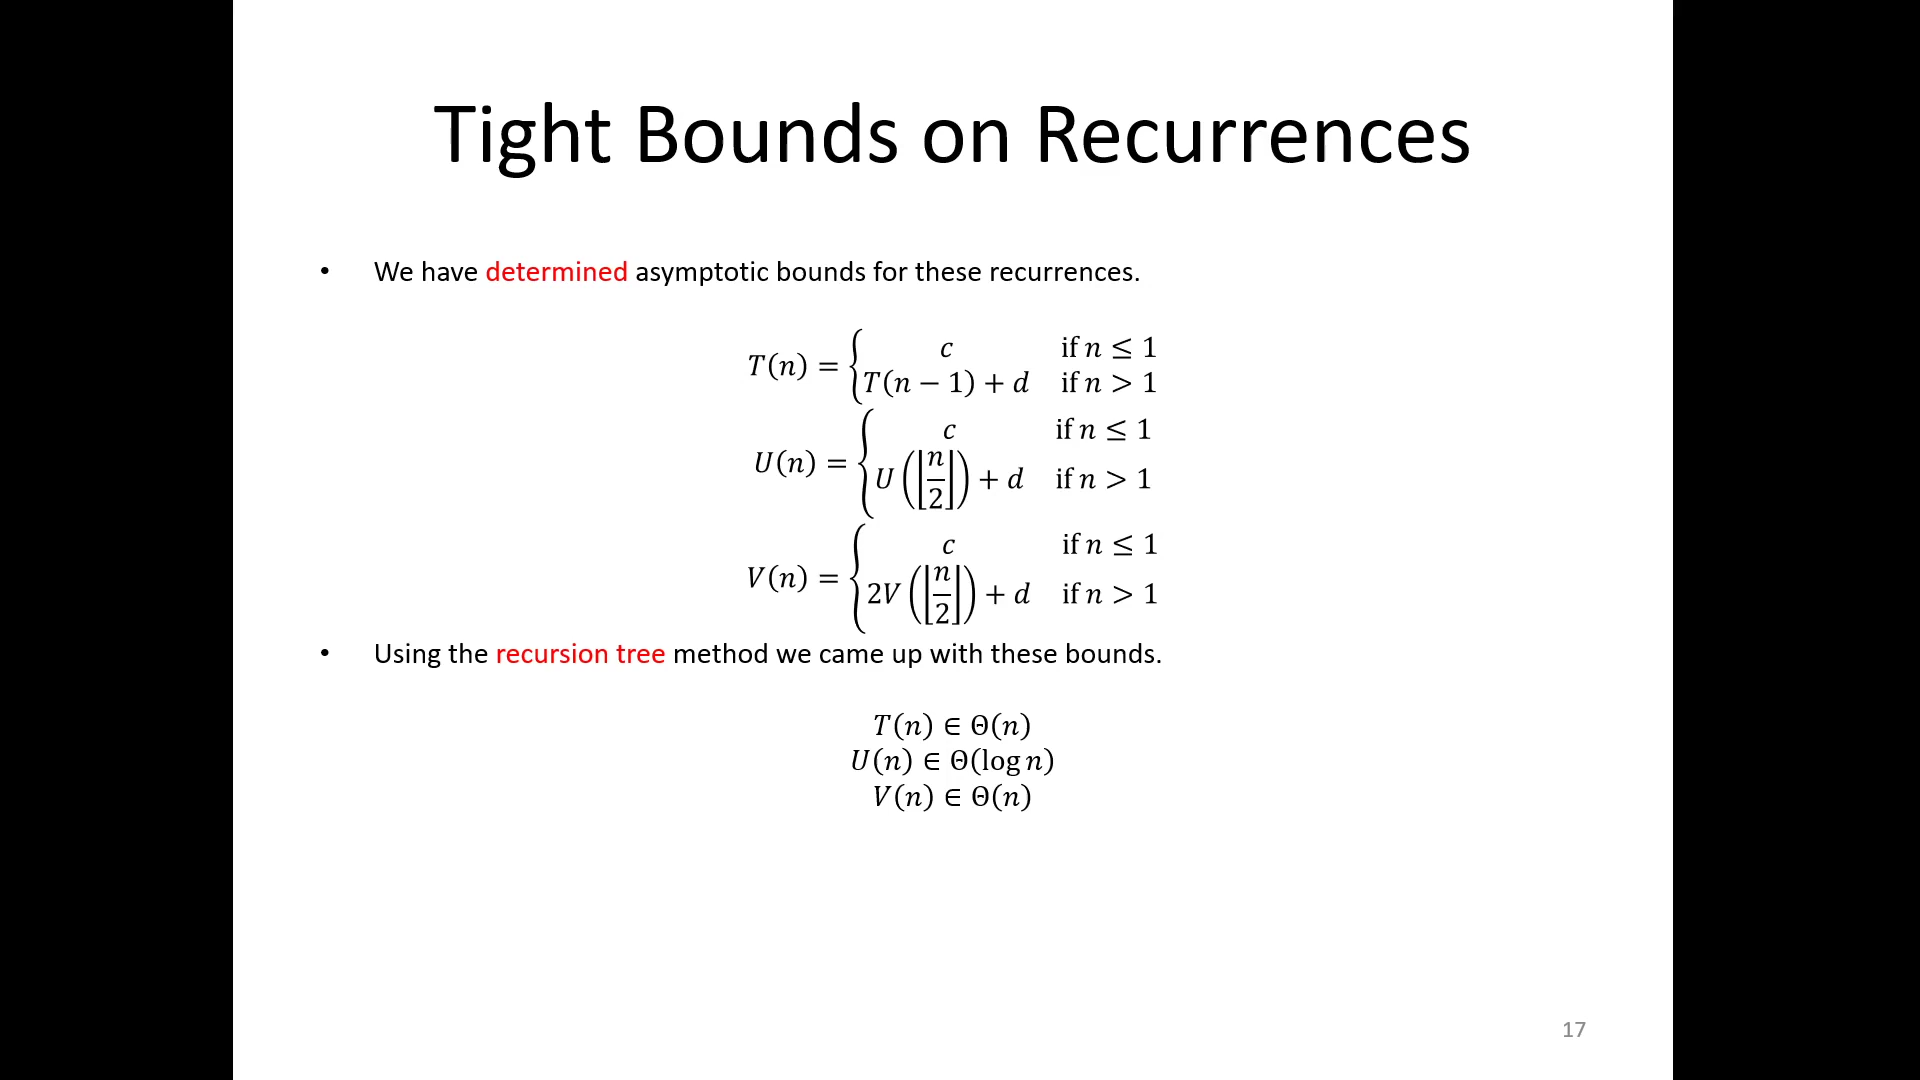 Tight Bounds on Recurrences
• We have determined asymptotic bounds for these recurrences.
T(n) = { c if n ≤ 1
T(n − 1) + d if n > 1
U(n) = { c if n ≤ 1
U(⌊n/2⌋) + d if n > 1
V(n) = { c if n ≤ 1
2V(⌊n/2⌋) + d if n > 1
• Using the recursion tree method we came up with these bounds.
T(n) ∈ Θ(n)
U(n) ∈ Θ(log n)
V(n) ∈ Θ(n)
17